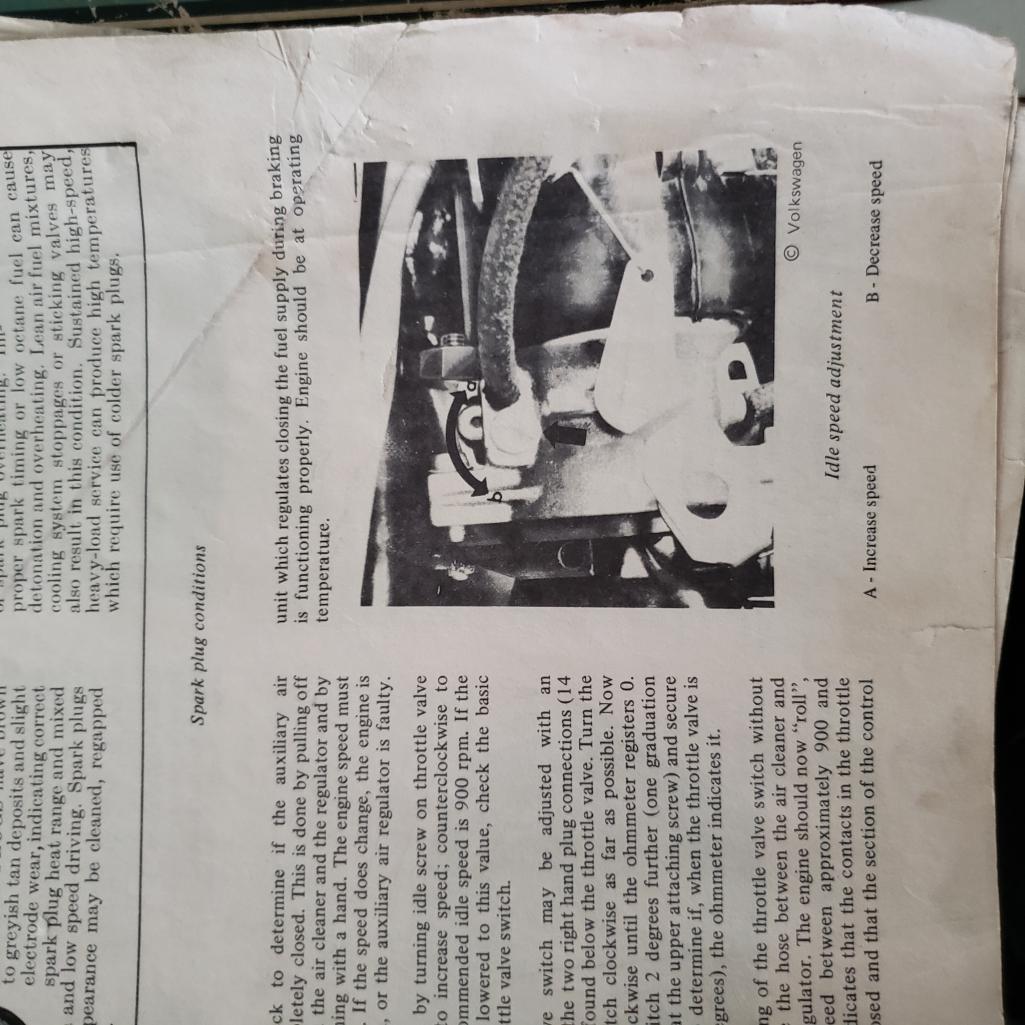 to greyish tan deposits and slight
electrode wear, indicating correct
spark plug heat range and mixed
and low speed driving. Spark plugs
pearance may be cleaned, regapped
proper spark timing or low octane fuel can cause
detonation and overheating. Lean air fuel mixtures,
cooling system stoppages or sticking valves may
also result in this condition. Sustained high-speed,
heavy-load service can produce high temperatures
which require use of colder spark plugs.
Spark plug conditions
ck to determine if the auxiliary air
letely closed. This is done by pulling off
the air cleaner and the regulator and by
ning with a hand. The engine speed must
. If the speed does change, the engine is
, or the auxiliary air regulator is faulty.
by turning idle screw on throttle valve
to increase speed; counterclockwise to
ommended idle speed is 900 rpm. If the
lowered to this value, check the basic
ttle valve switch.
ve switch may be adjusted with an
the two right hand plug connections (14
found below the throttle valve. Turn the
tch clockwise as far as possible. Now
ckwise until the ohmmeter registers 0.
itch 2 degrees further (one graduation
at the upper attaching screw) and secure
determine if, when the throttle valve is
egrees), the ohmmeter indicates it.
ng of the throttle valve switch without
the hose between the air cleaner and
gulator. The engine should now "roll",
eed between approximately 900 and
licates that the contacts in the throttle
osed and that the section of the control
unit which regulates closing the fuel supply during braking
is functioning properly. Engine should be at operating
temperature.
b
a
© Volkswagen
Idle speed adjustment
A - Increase speed
B - Decrease speed